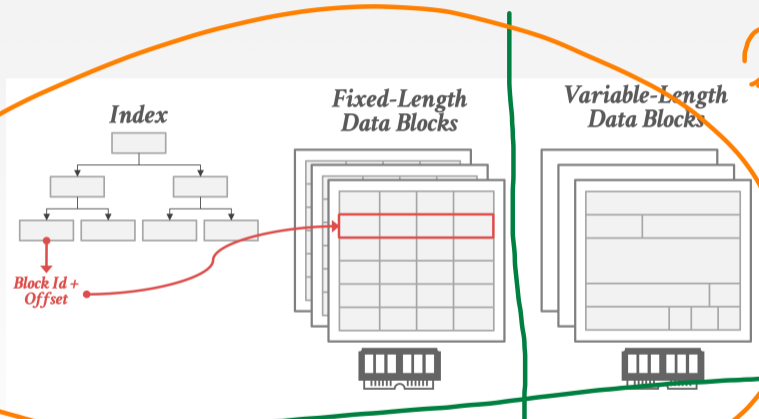 Index
Fixed-Length
Data Blocks
Variable-Length
Data Blocks
Block Id +
Offset